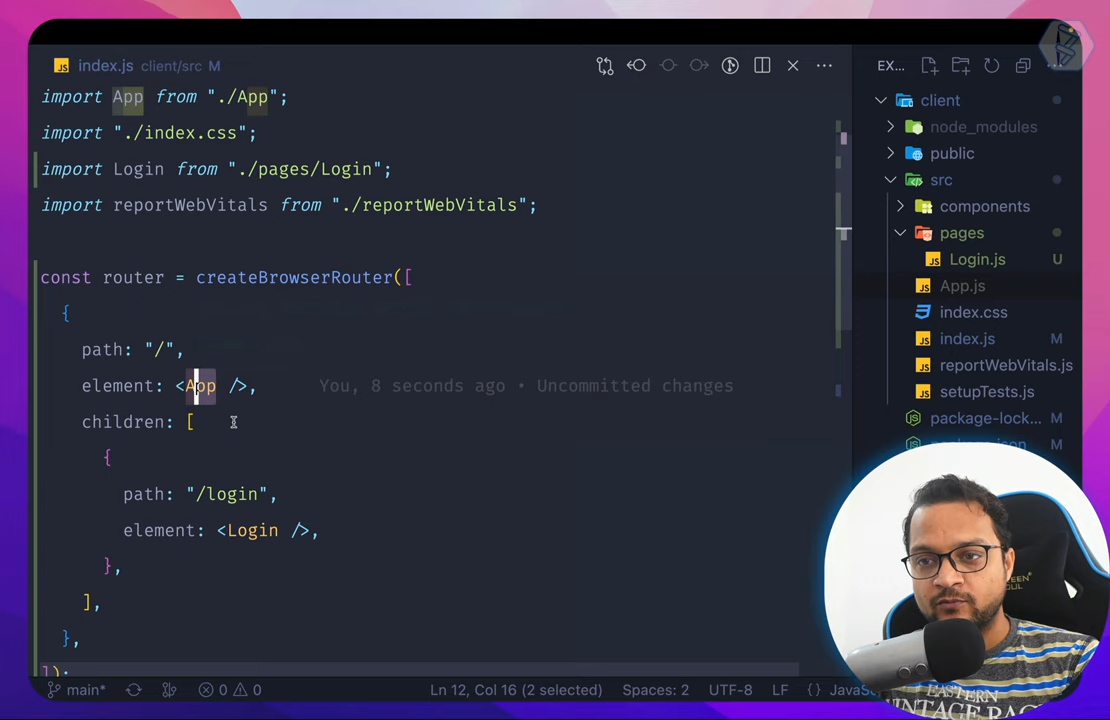 index.js client/src M
EX...
import App from "./App";
import "./index.css";
import Login from "./pages/Login";
import reportWebVitals from "./reportWebVitals";
const router = createBrowserRouter([
{
path: "/",
element: <App />, You, 8 seconds ago • Uncommitted changes
children: [
{
path: "/login",
element: <Login />,
},
],
},
]);
client
node_modules
public
src
components
pages
Login.js U
App.js
index.css
index.js M
reportWebVitals.js
setupTests.js
package-lock... M
main* 0 0 Ln 12, Col 16 (2 selected) Spaces: 2 UTF-8 LF {}
EASTERN
VINTAGE